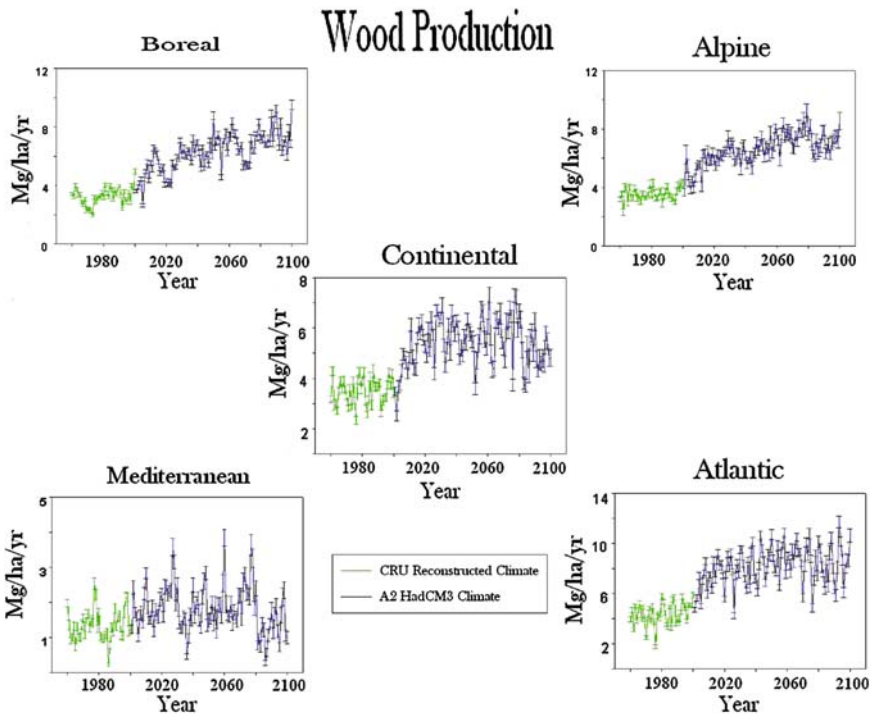 Wood Production
Boreal
Mg/ha/yr
12
8
4
0
1980 2020 2060 2100
Year
Alpine
Mg/ha/yr
12
8
4
0
1980 2020 2060 2100
Year
Continental
Mg/ha/yr
8
6
4
2
1980 2020 2060 2100
Year
Mediterranean
Mg/ha/yr
5
3
1
1980 2020 2060 2100
Year
CRU Reconstructed Climate
A2 HadCM3 Climate
Atlantic
Mg/ha/yr
14
10
6
2
1980 2020 2060 2100
Year